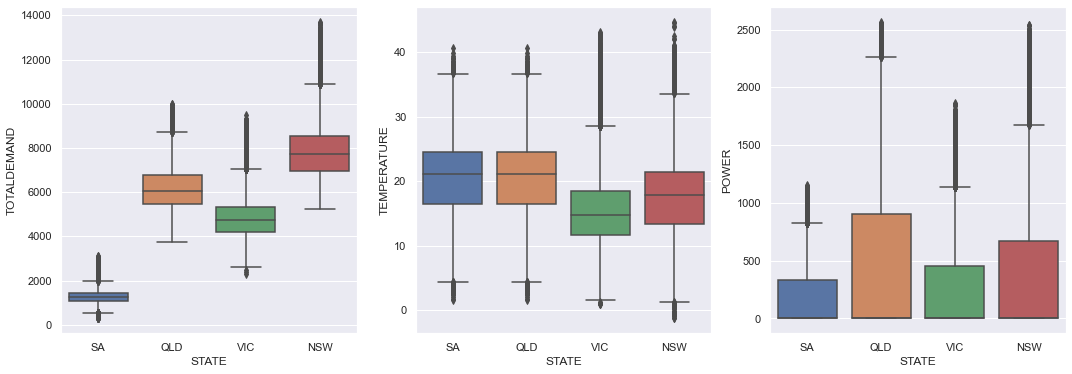 TOTALDEMAND
14000
12000
10000
8000
6000
4000
2000
0
SA QLD VIC NSW
STATE
TEMPERATURE
40
30
20
10
0
SA QLD VIC NSW
STATE
POWER
2500
2000
1500
1000
500
0
SA QLD VIC NSW
STATE